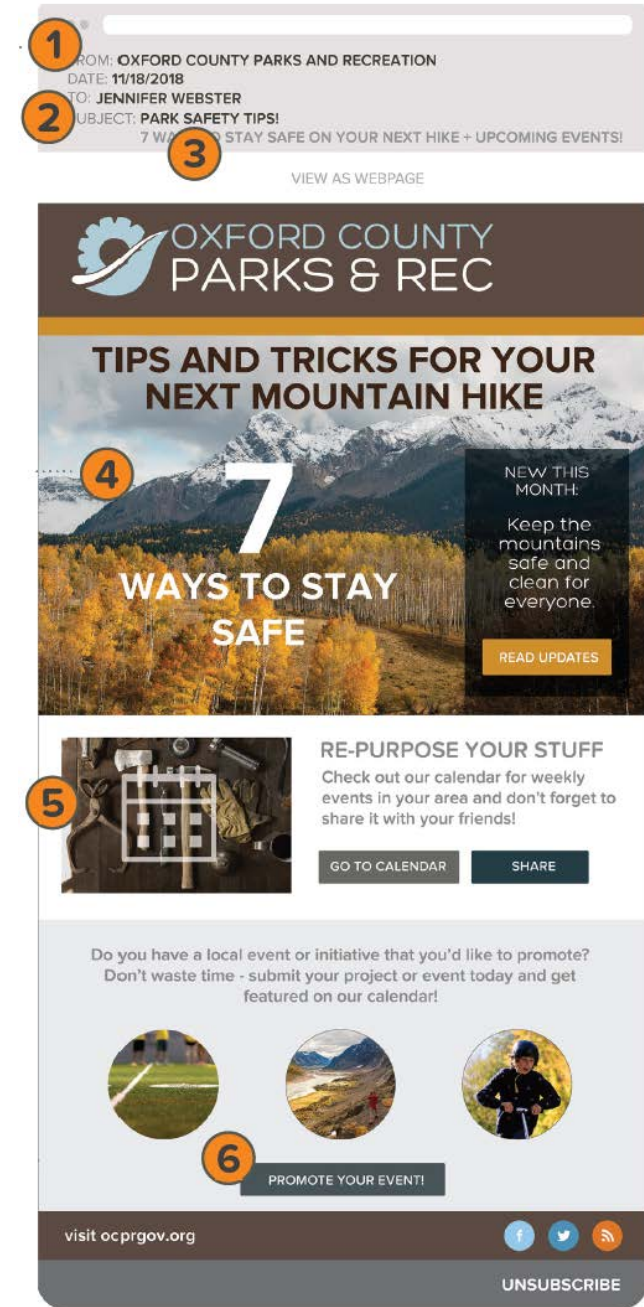 1
FROM: OXFORD COUNTY PARKS AND RECREATION
DATE: 11/18/2018
TO: JENNIFER WEBSTER
2
SUBJECT: PARK SAFETY TIPS!
7 WAYS TO STAY SAFE ON YOUR NEXT HIKE + UPCOMING EVENTS!
3
VIEW AS WEBPAGE
OXFORD COUNTY
PARKS & REC
TIPS AND TRICKS FOR YOUR
NEXT MOUNTAIN HIKE
4
7
WAYS TO STAY
SAFE
NEW THIS
MONTH:
Keep the
mountains
safe and
clean for
everyone.
READ UPDATES
5
RE-PURPOSE YOUR STUFF
Check out our calendar for weekly
events in your area and don't forget to
share it with your friends!
GO TO CALENDAR
SHARE
Do you have a local event or initiative that you'd like to promote?
Don't waste time - submit your project or event today and get
featured on our calendar!
6
PROMOTE YOUR EVENT!
visit ocprgov.org
f
UNSUBSCRIBE